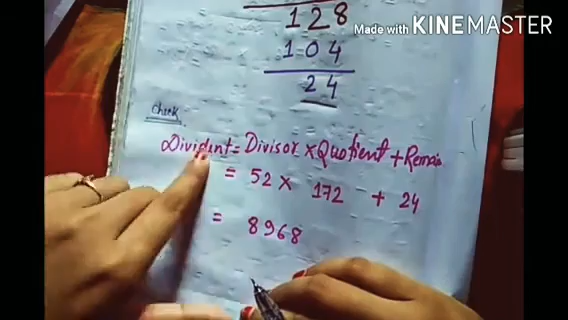 128
Made with KINEMASTER
104
24
Check
Divident = Divisor × Quotient + Remain
= 52 × 172 + 24
= 8968